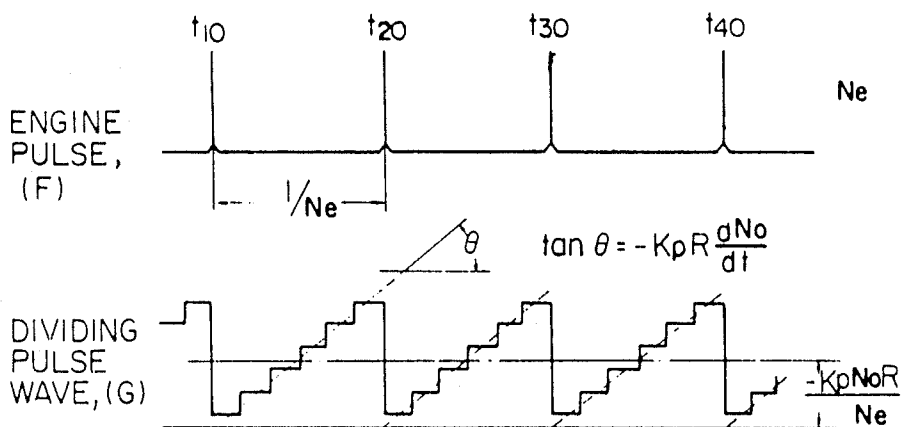 t10 t20 t30 t40
Ne
ENGINE
PULSE,
(F)
1/Ne
θ
tan θ = -KpR dNo/dt
DIVIDING
PULSE
WAVE,(G)
-KpNoR
Ne